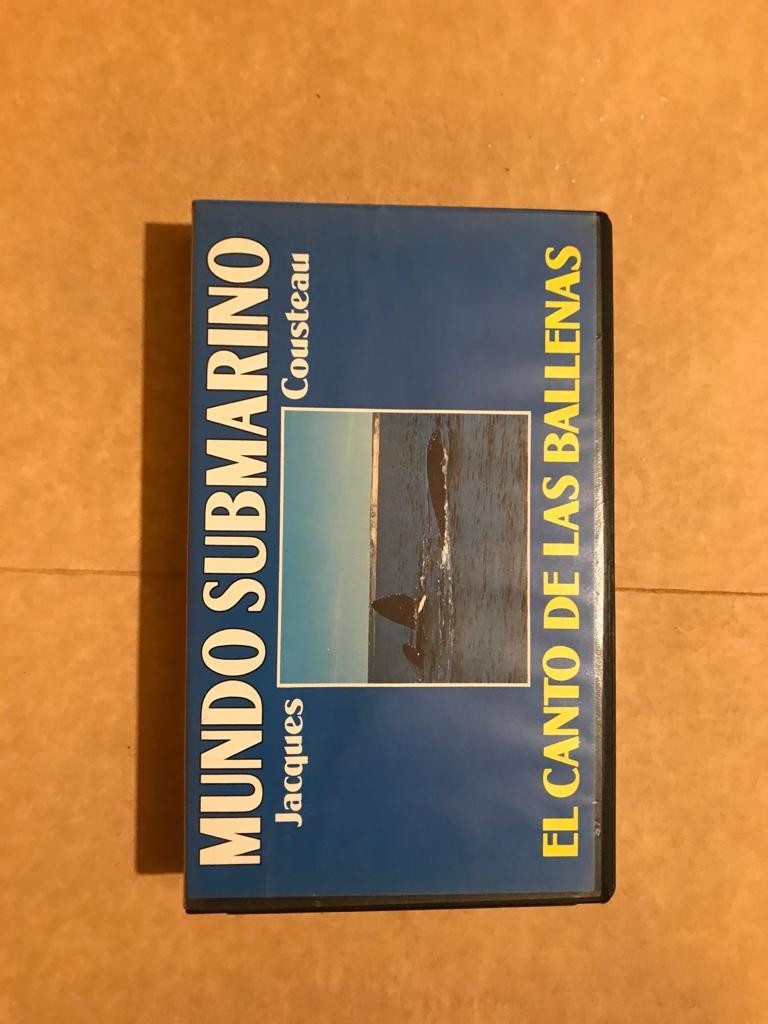 MUNDO SUBMARINO
Jacques Cousteau
EL CANTO DE LAS BALLENAS